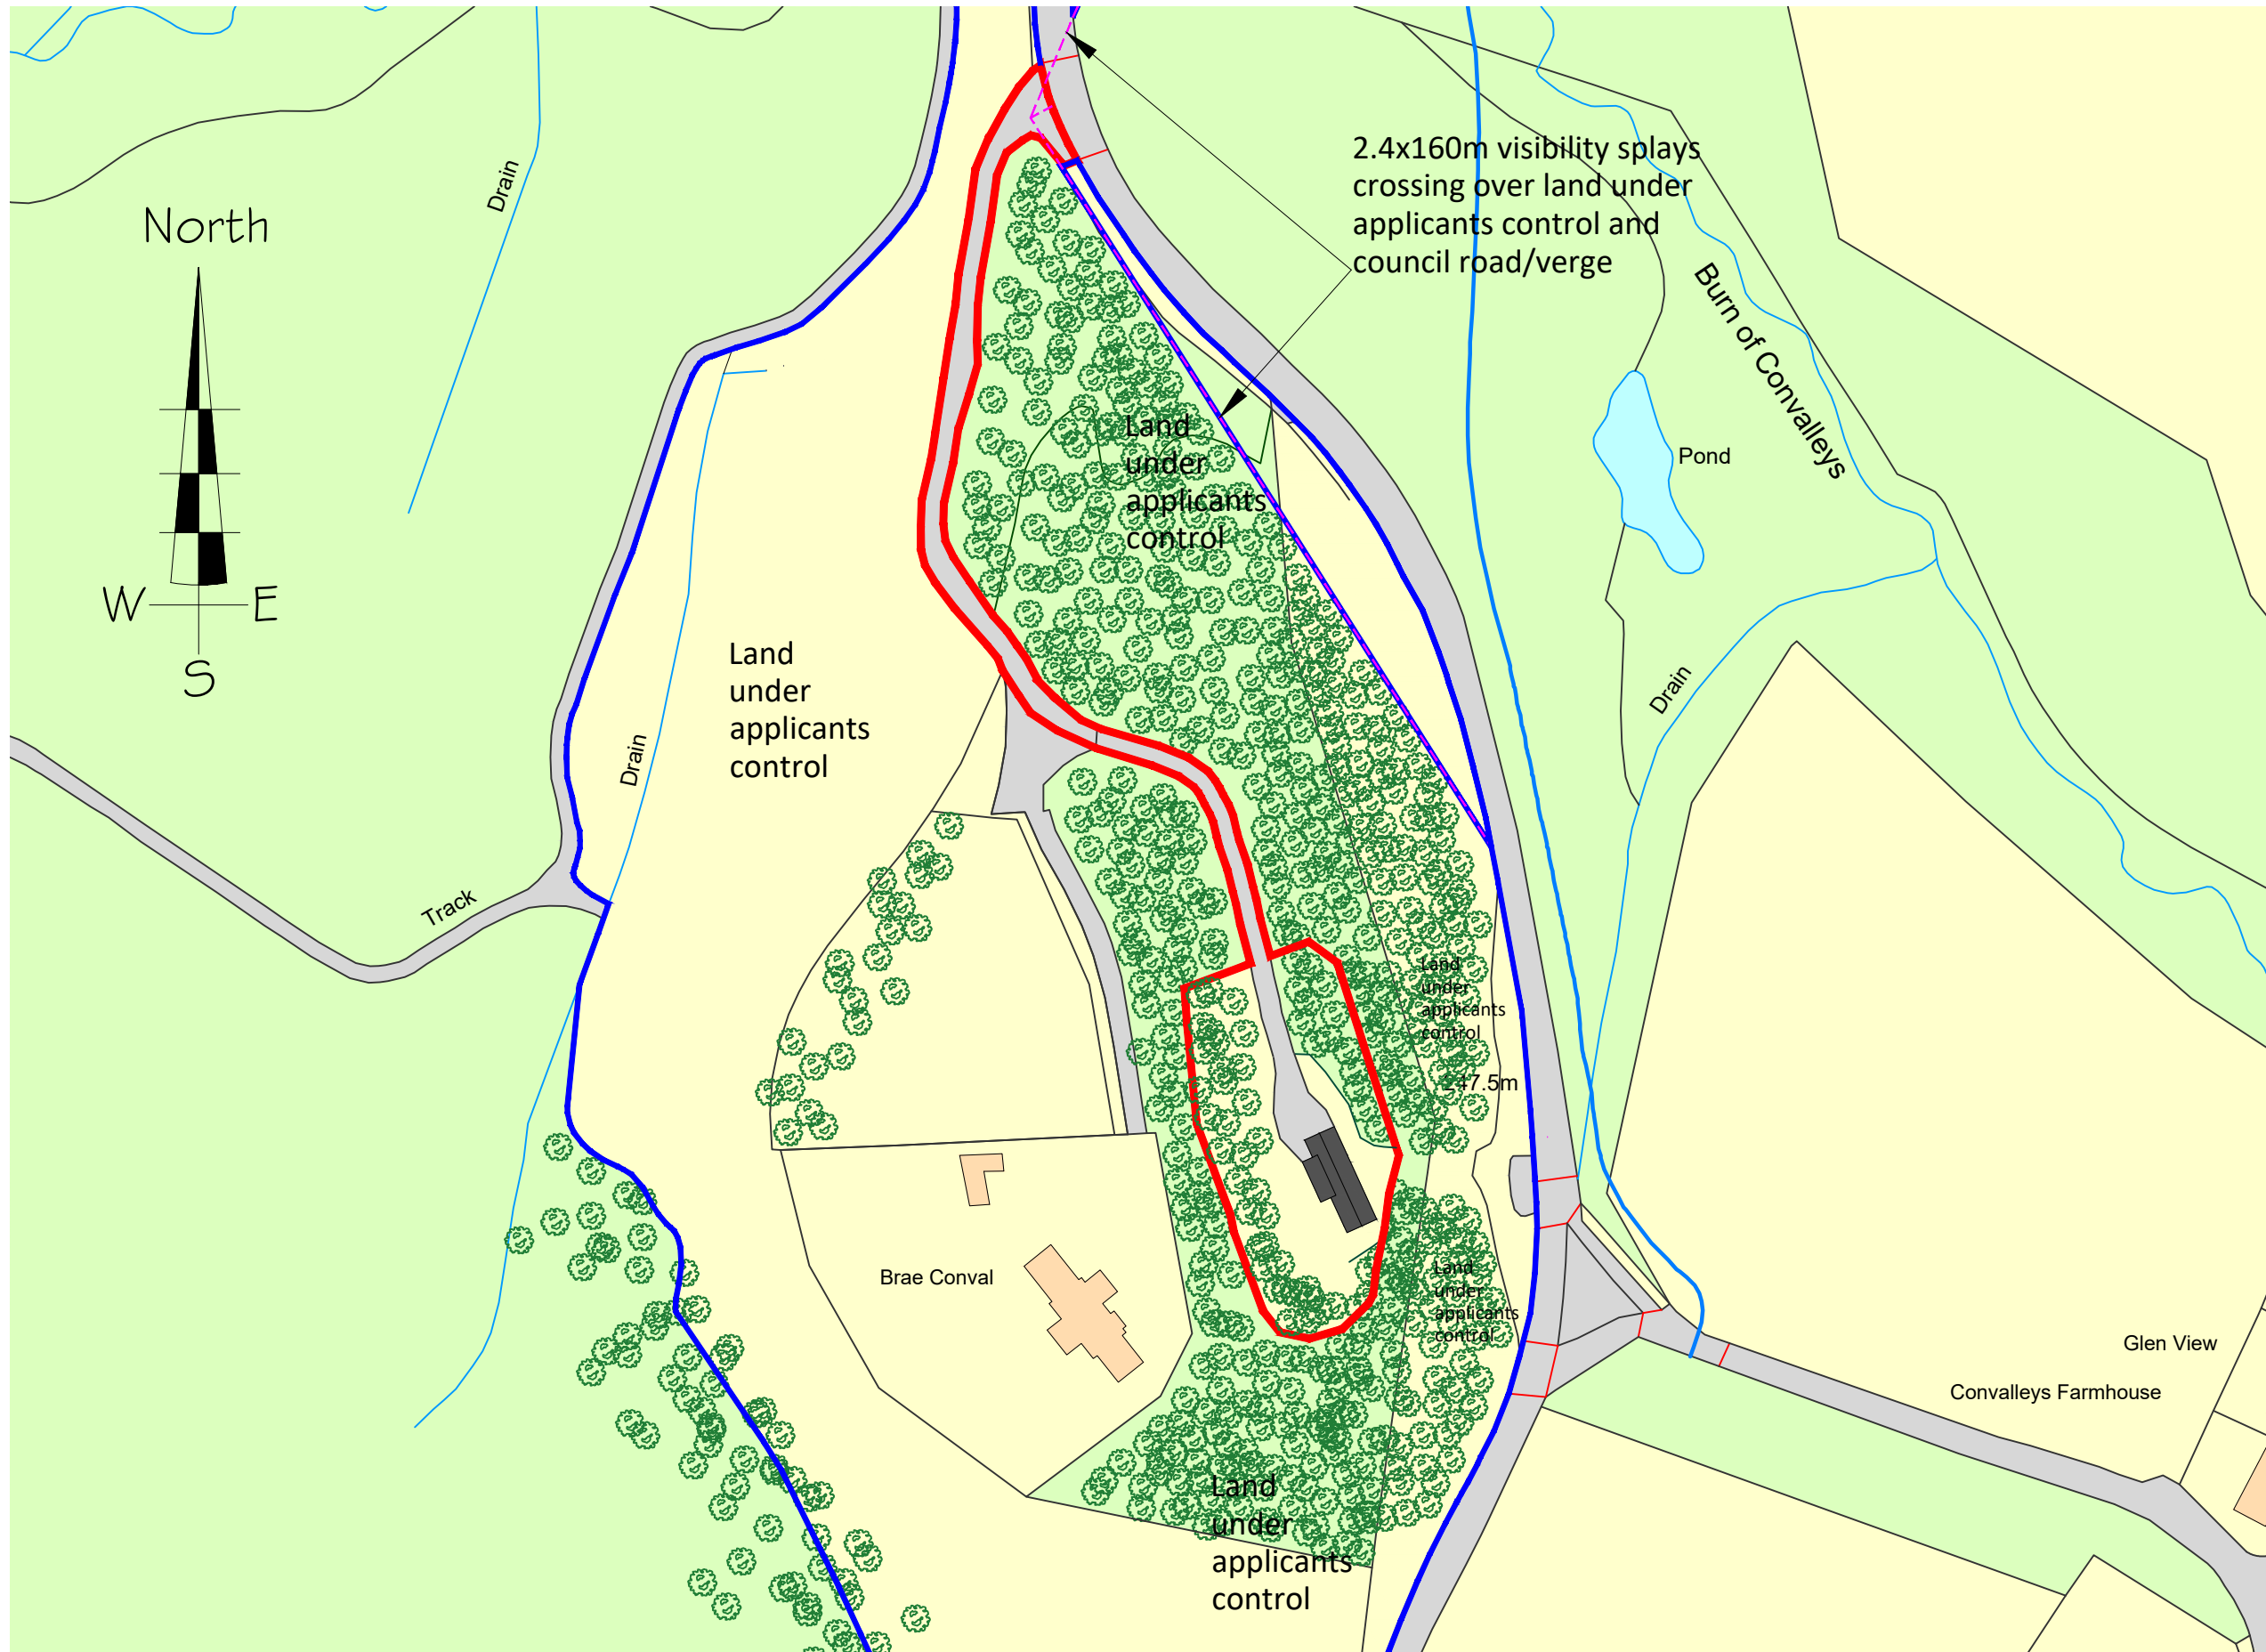 North
W
E
S
Drain
2.4x160m visibility splays
crossing over land under
applicants control and
council road/verge
Burn of Convalleys
Pond
Drain
Land
under
applicants
control
Land
under
applicants
control
Drain
Track
Land
under
applicants
control
247.5m
Brae Conval
Land
under
applicants
control
Glen View
Convalleys Farmhouse
Land
under
applicants
control